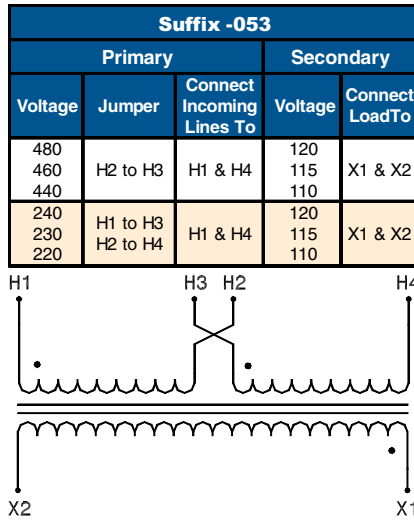 Suffix -053
Primary Secondary
Voltage Jumper Connect Incoming Lines To Voltage Connect LoadTo
480 120
460 H2 to H3 H1 & H4 115 X1 & X2
440 110
240 H1 to H3 120
230 H2 to H4 H1 & H4 115 X1 & X2
220 110
H1 H3 H2 H4
X2 X1